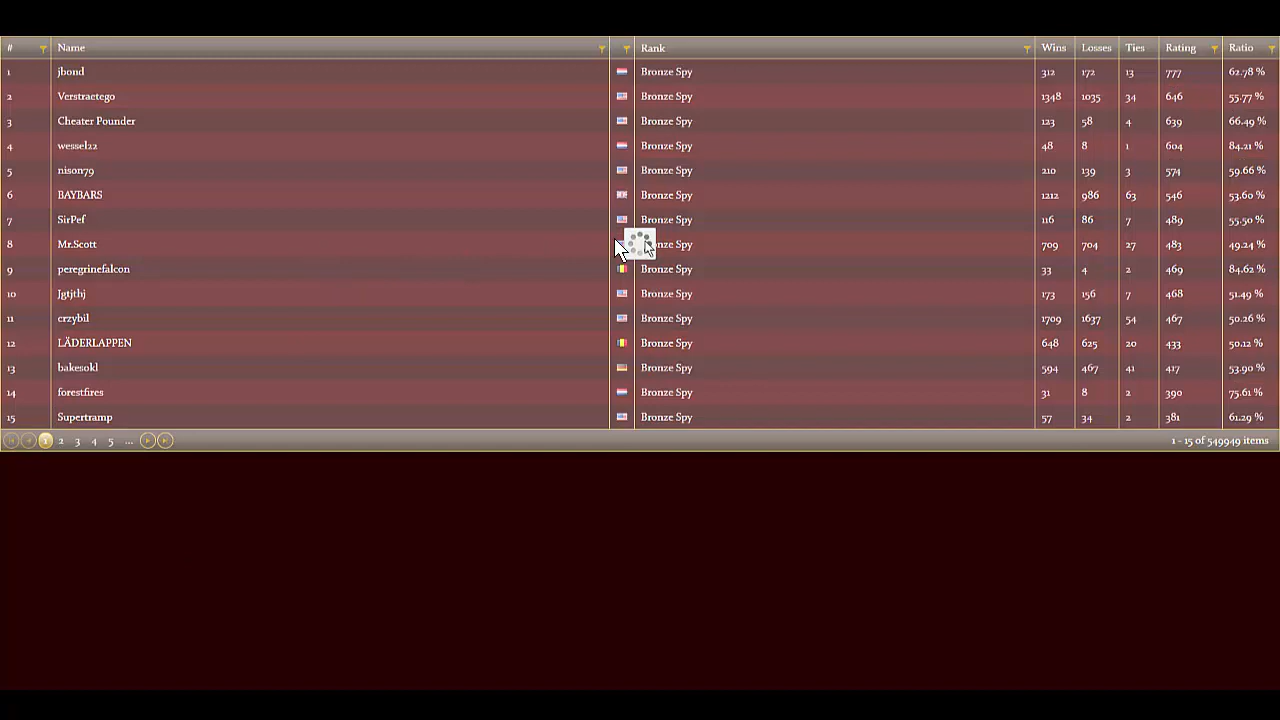 # Name Rank Wins Losses Ties Rating Ratio
1 jbond Bronze Spy 312 172 13 777 62.78 %
2 Verstraetego Bronze Spy 1348 1035 34 646 55.77 %
3 Cheater Pounder Bronze Spy 123 58 4 639 66.49 %
4 wessel22 Bronze Spy 48 8 1 604 84.21 %
5 nison79 Bronze Spy 210 139 3 574 59.66 %
6 BAYBARS Bronze Spy 1212 986 63 546 53.60 %
7 SirPef Bronze Spy 116 86 7 489 55.50 %
8 Mr.Scott Spy 709 704 27 483 49.24 %
9 peregrinefalcon Bronze Spy 33 4 2 469 84.62 %
10 Jgtjthj Bronze Spy 173 156 7 468 51.49 %
11 crzybil Bronze Spy 1709 1637 54 467 50.26 %
12 LÄDERLAPPEN Bronze Spy 648 625 20 433 50.12 %
13 bakesokl Bronze Spy 594 467 41 417 53.90 %
14 forestfires Bronze Spy 31 8 2 390 75.61 %
15 Supertramp Bronze Spy 57 34 2 381 61.29 %
1 2 3 4 5 ... 1 - 15 of 549949 items